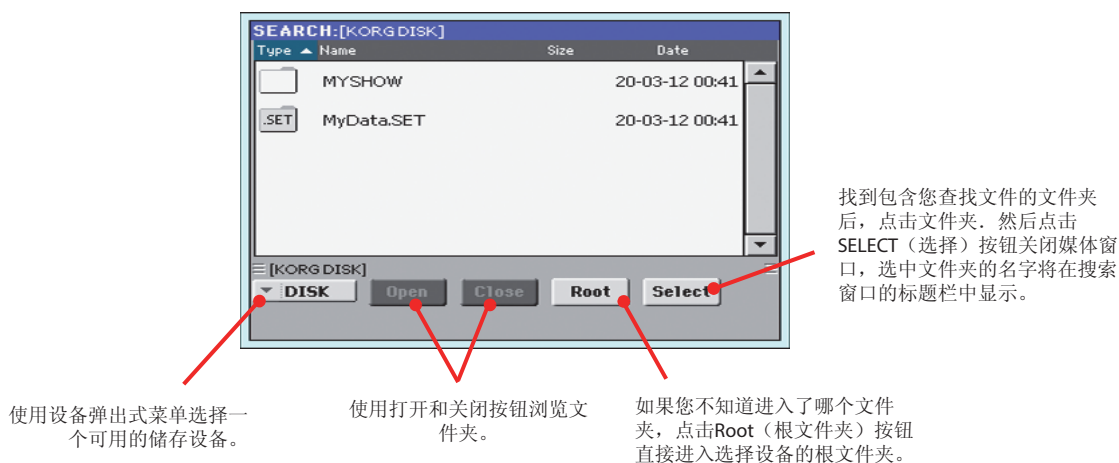 SEARCH:[KORG DISK]
Type Name Size Date
MYSHOW 20-03-12 00:41
.SET MyData.SET 20-03-12 00:41
[KORG DISK]
DISK Open Close Root Select
找到包含您查找文件的文件夹
后，点击文件夹．然后点击
SELECT（选择）按钮关闭媒体窗
口，选中文件夹的名字将在搜索
窗口的标题栏中显示。
使用设备弹出式菜单选择一
个可用的储存设备。
使用打开和关闭按钮浏览文
件夹。
如果您不知道进入了哪个文件
夹，点击Root（根文件夹）按钮
直接进入选择设备的根文件夹。